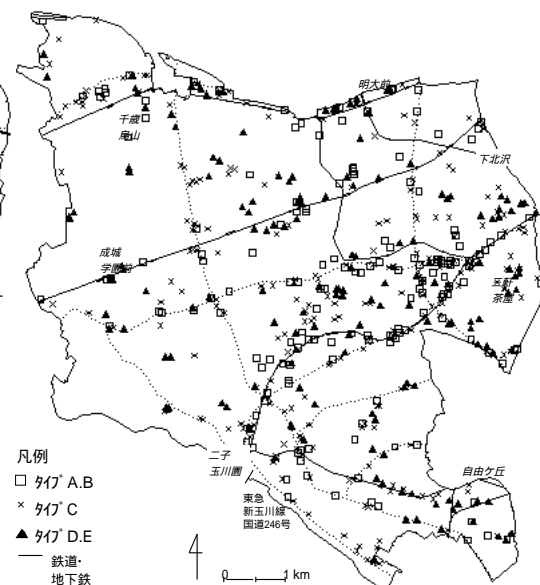 明大前
千歳
烏山
下北沢
成城
学園前
三軒
茶屋
二子
玉川園
自由ケ丘
東急
新玉川線
国道246号
凡例
□ ﾀｲﾌﾟA.B
× ﾀｲﾌﾟC
▲ ﾀｲﾌﾟD.E
鉄道・
地下鉄
0 1 km